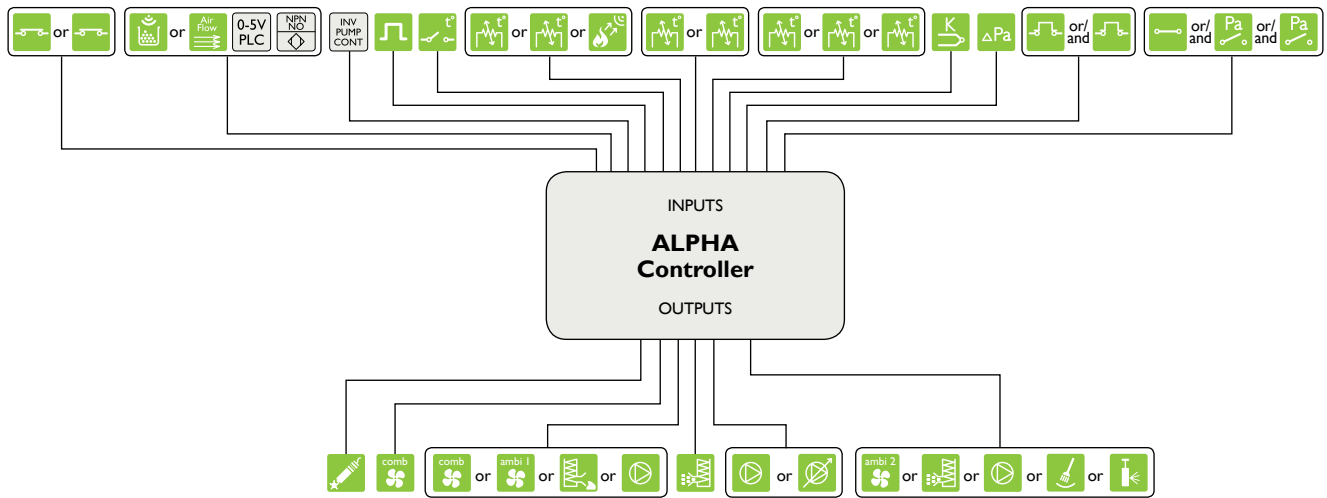 or
or Air Flow 0-5V PLC NPN NO
INV PUMP CONT
t°
t° or t° or
t° or t°
t° or t° or t°
K
△Pa
or/ and
or/ and Pa or/ and Pa
INPUTS
ALPHA
Controller
OUTPUTS
comb
comb or ambi 1 or or
or
ambi 2 or or or or